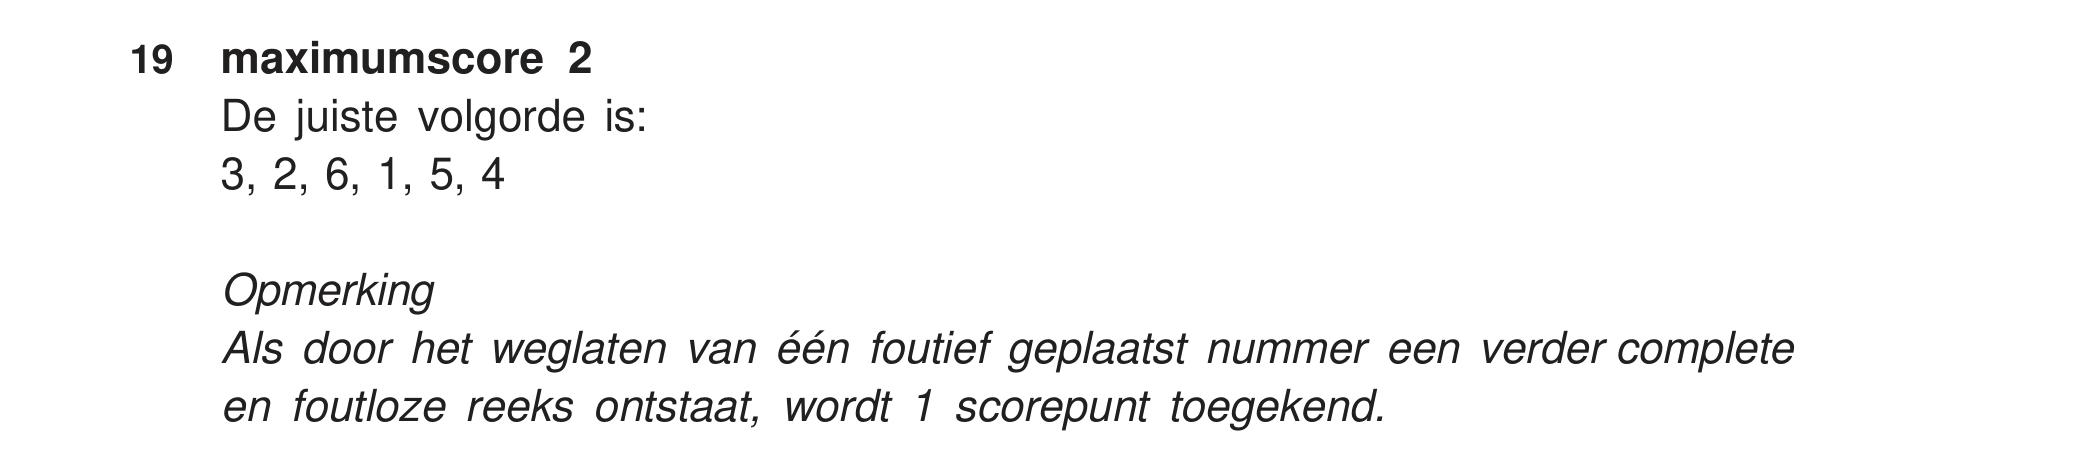 19 maximumscore 2
De juiste volgorde is:
3, 2, 6, 1, 5, 4
Opmerking
Als door het weglaten van één foutief geplaatst nummer een verder complete
en foutloze reeks ontstaat, wordt 1 scorepunt toegekend.